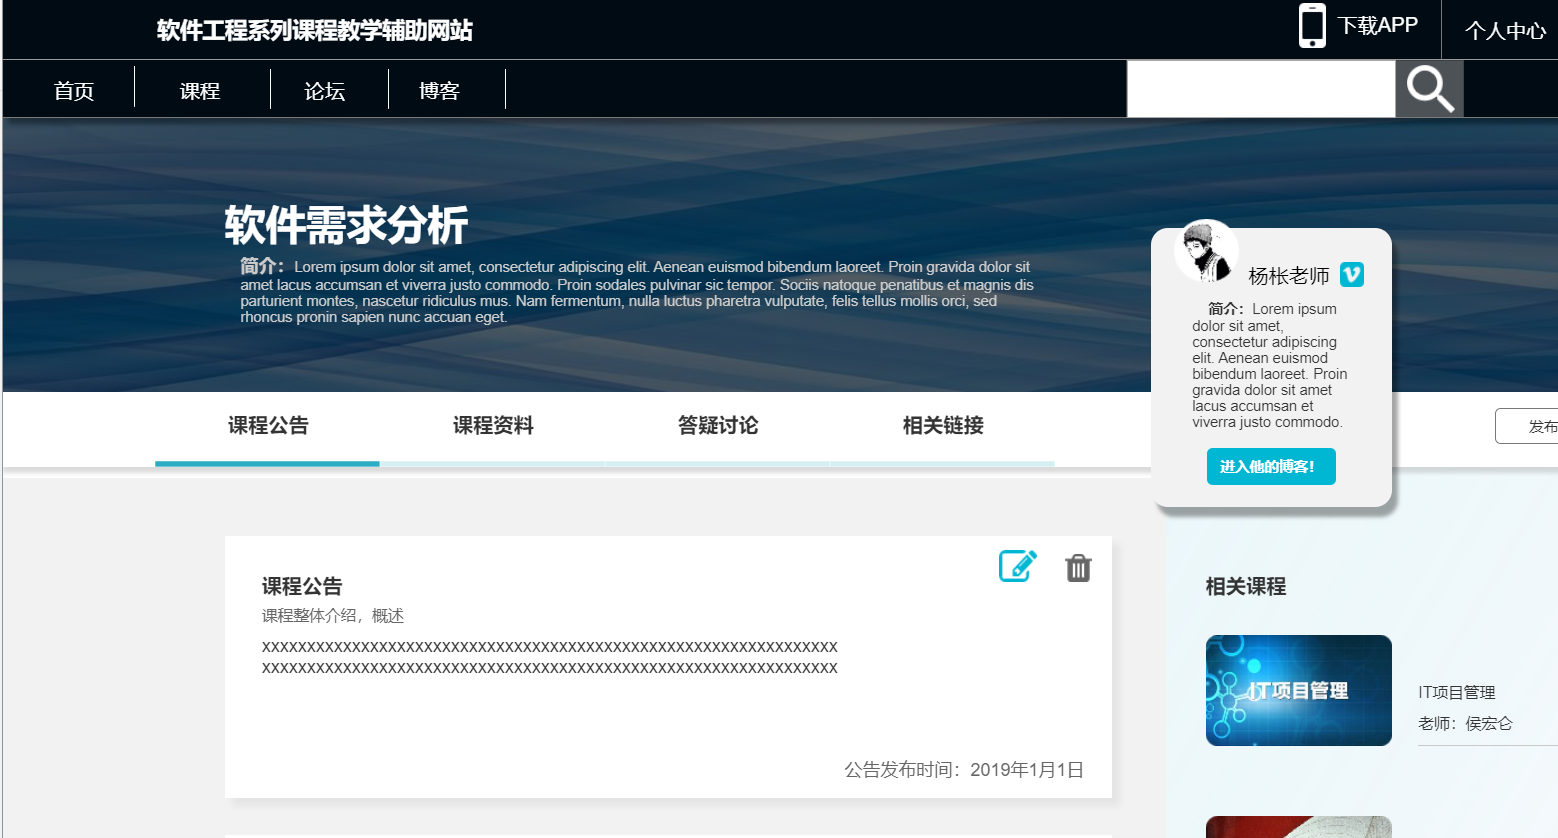 软件工程系列课程教学辅助网站
下载APP
个人中心
首页
课程
论坛
博客
软件需求分析
简介：Lorem ipsum dolor sit amet, consectetur adipiscing elit. Aenean euismod bibendum laoreet. Proin gravida dolor sit
amet lacus accumsan et viverra justo commodo. Proin sodales pulvinar sic tempor. Sociis natoque penatibus et magnis dis
parturient montes, nascetur ridiculus mus. Nam fermentum, nulla luctus pharetra vulputate, felis tellus mollis orci, sed
rhoncus pronin sapien nunc accuan eget.
杨枨老师
简介：Lorem ipsum
dolor sit amet,
consectetur adipiscing
elit. Aenean euismod
bibendum laoreet. Proin
gravida dolor sit amet
lacus accumsan et
viverra justo commodo.
进入他的博客！
课程公告
课程资料
答疑讨论
相关链接
发布
课程公告
课程整体介绍，概述
xxxxxxxxxxxxxxxxxxxxxxxxxxxxxxxxxxxxxxxxxxxxxxxxxxxxxxxxxxxxxxxx
xxxxxxxxxxxxxxxxxxxxxxxxxxxxxxxxxxxxxxxxxxxxxxxxxxxxxxxxxxxxxxxx
公告发布时间：2019年1月1日
相关课程
IT项目管理
IT项目管理
老师：侯宏仑